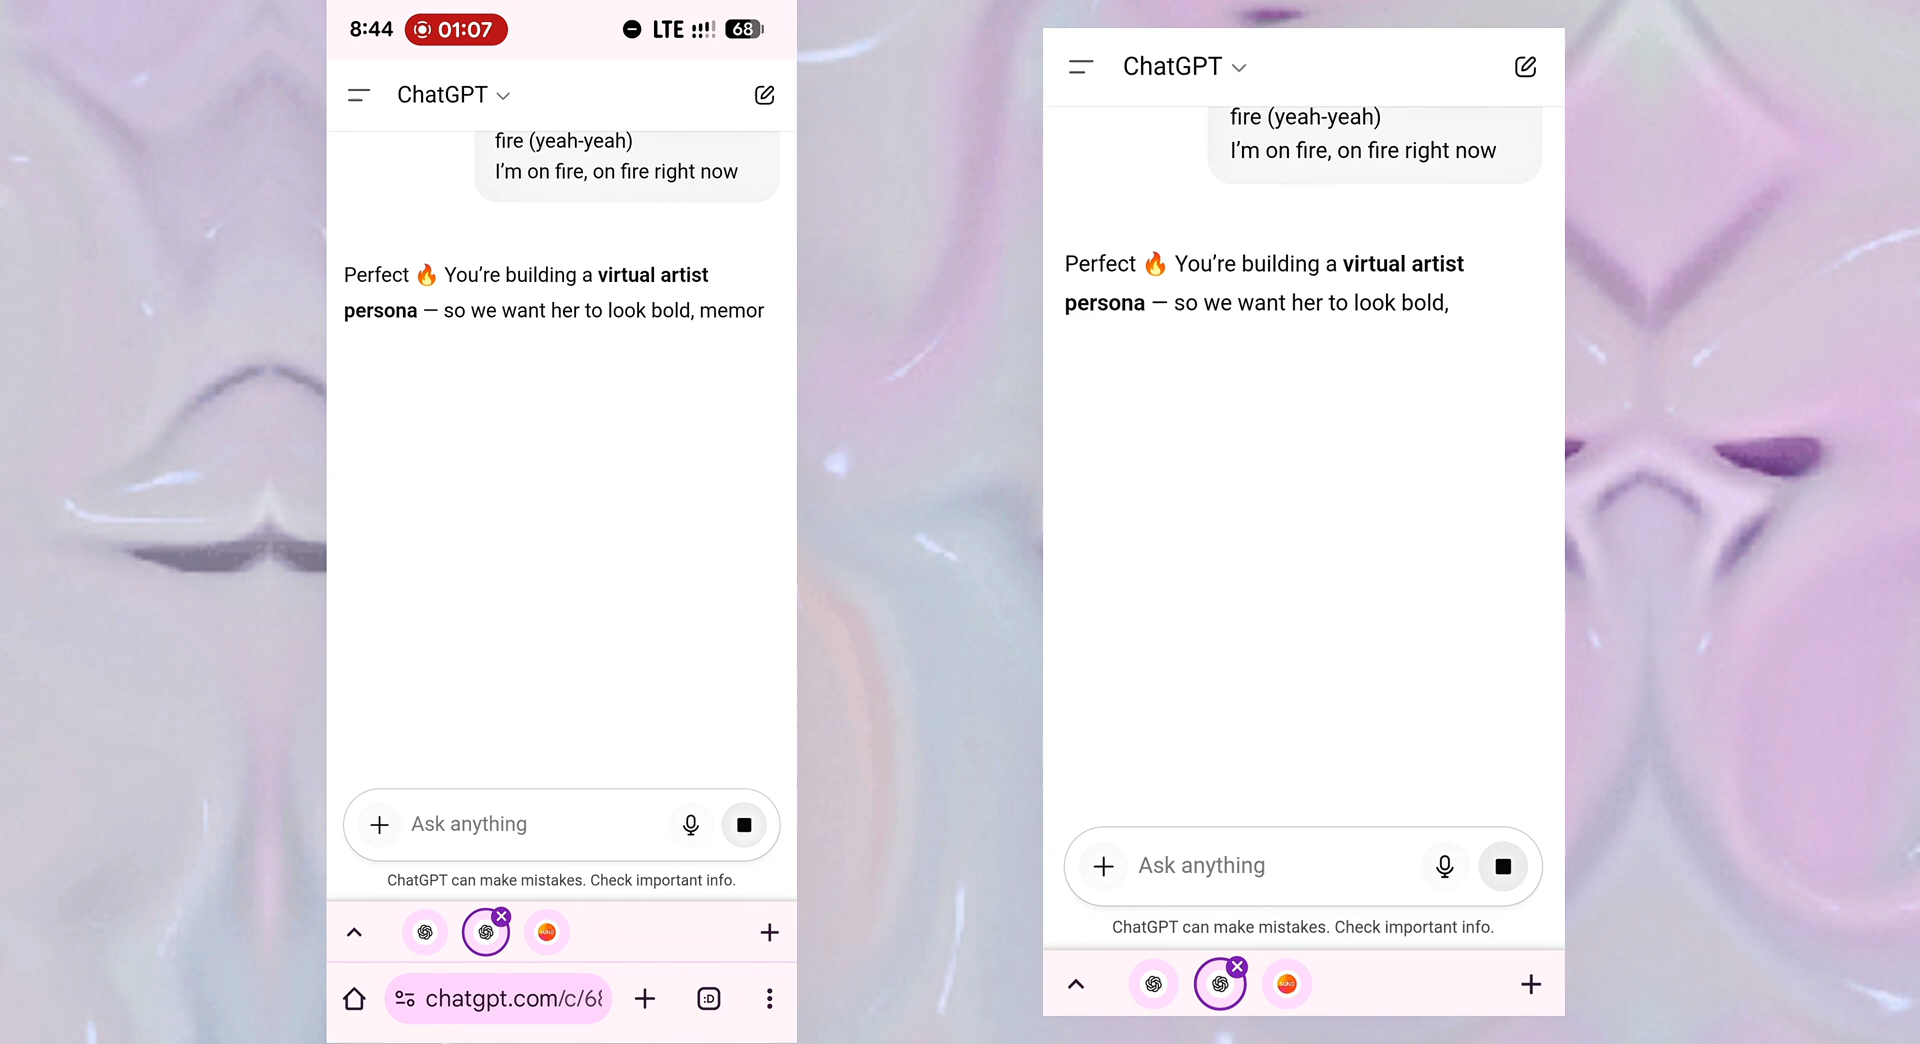 8:44 01:07 LTE 68
ChatGPT
fire (yeah-yeah)
I'm on fire, on fire right now
Perfect 🔥 You're building a virtual artist
persona — so we want her to look bold, memor
Ask anything
ChatGPT can make mistakes. Check important info.
SUNO
chatgpt.com/c/68 :D
ChatGPT
fire (yeah-yeah)
I'm on fire, on fire right now
Perfect 🔥 You're building a virtual artist
persona — so we want her to look bold,
Ask anything
ChatGPT can make mistakes. Check important info.
SUNO